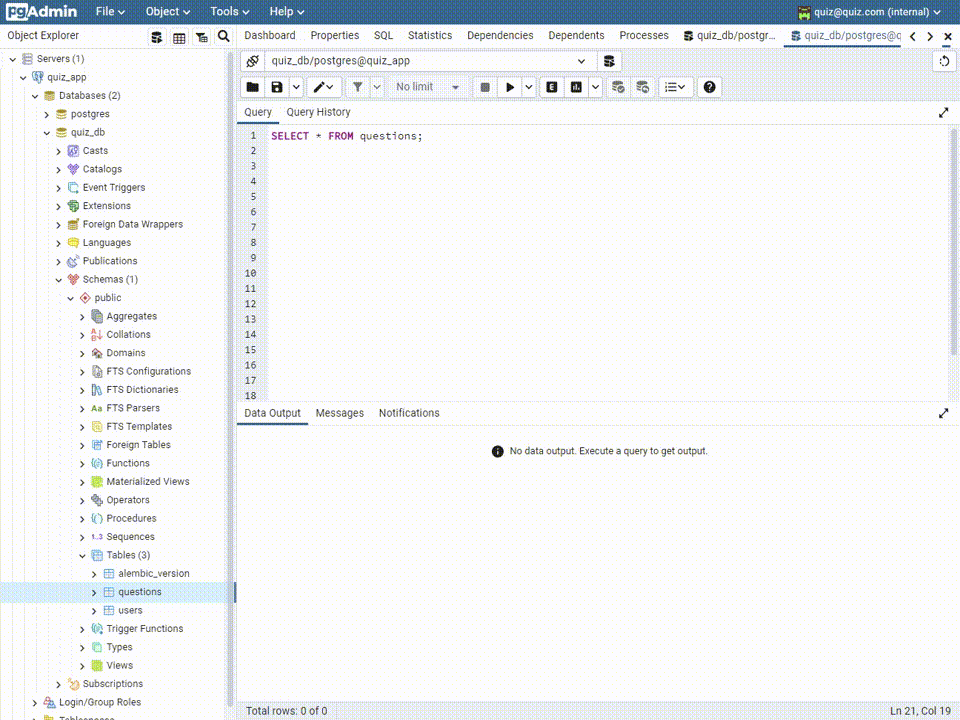 pgAdmin File Object Tools Help quiz@quiz.com (internal)
Object Explorer
Dashboard Properties SQL Statistics Dependencies Dependents Processes quiz_db/postgr... quiz_db/postgres@q
Servers (1)
quiz_app
Databases (2)
postgres
quiz_db
Casts
Catalogs
Event Triggers
Extensions
Foreign Data Wrappers
Languages
Publications
Schemas (1)
public
Aggregates
Collations
Domains
FTS Configurations
FTS Dictionaries
Aa FTS Parsers
FTS Templates
Foreign Tables
Functions
Materialized Views
Operators
Procedures
1..3 Sequences
Tables (3)
alembic_version
questions
users
Trigger Functions
Types
Views
Subscriptions
Login/Group Roles
Tablespaces
quiz_db/postgres@quiz_app
No limit
E
Query Query History
1 SELECT * FROM questions;
2
3
4
5
6
7
8
9
10
11
12
13
14
15
16
17
18
Data Output Messages Notifications
No data output. Execute a query to get output.
Total rows: 0 of 0
Ln 21, Col 19